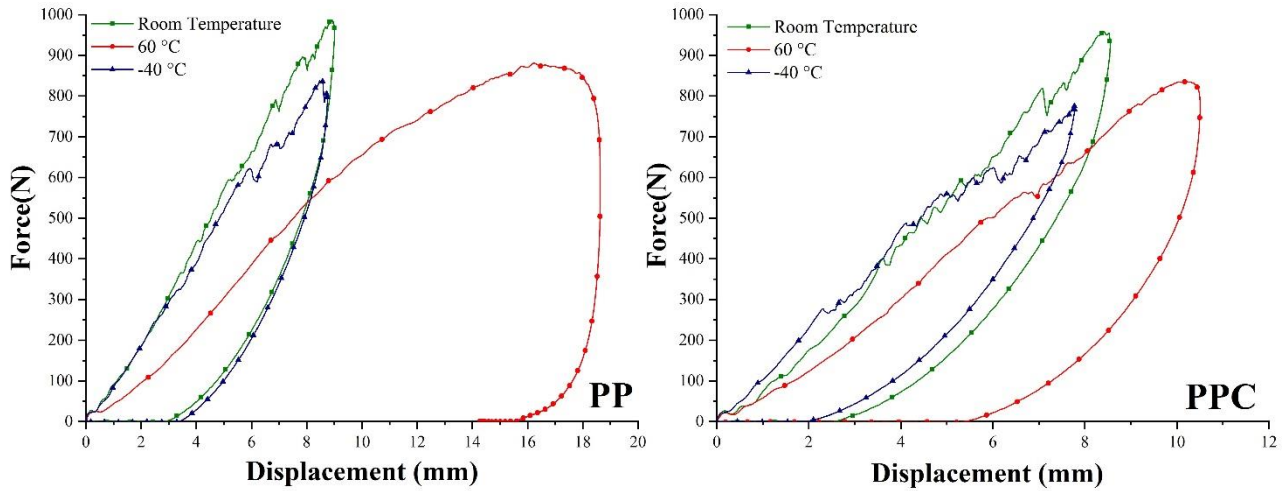 Room Temperature
60 °C
-40 °C
Force(N)
1000
900
800
700
600
500
400
300
200
100
0
0 2 4 6 8 10 12 14 16 18 20
Displacement (mm)
PP
Room Temperature
60 °C
-40 °C
Force(N)
1000
900
800
700
600
500
400
300
200
100
0
0 2 4 6 8 10 12
Displacement (mm)
PPC